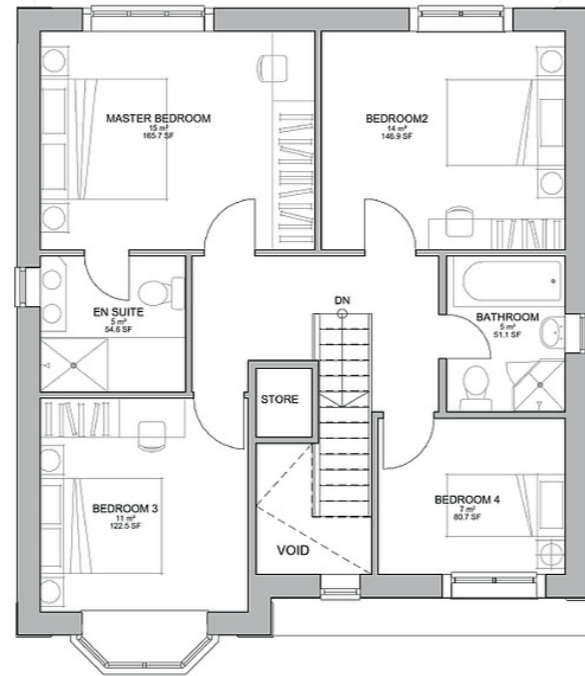 MASTER BEDROOM
15 m²
165.7 SF
BEDROOM2
14 m²
146.9 SF
EN SUITE
5 m²
54.6 SF
DN
BATHROOM
5 m²
51.1 SF
STORE
BEDROOM 3
11 m²
122.5 SF
VOID
BEDROOM 4
7 m²
80.7 SF